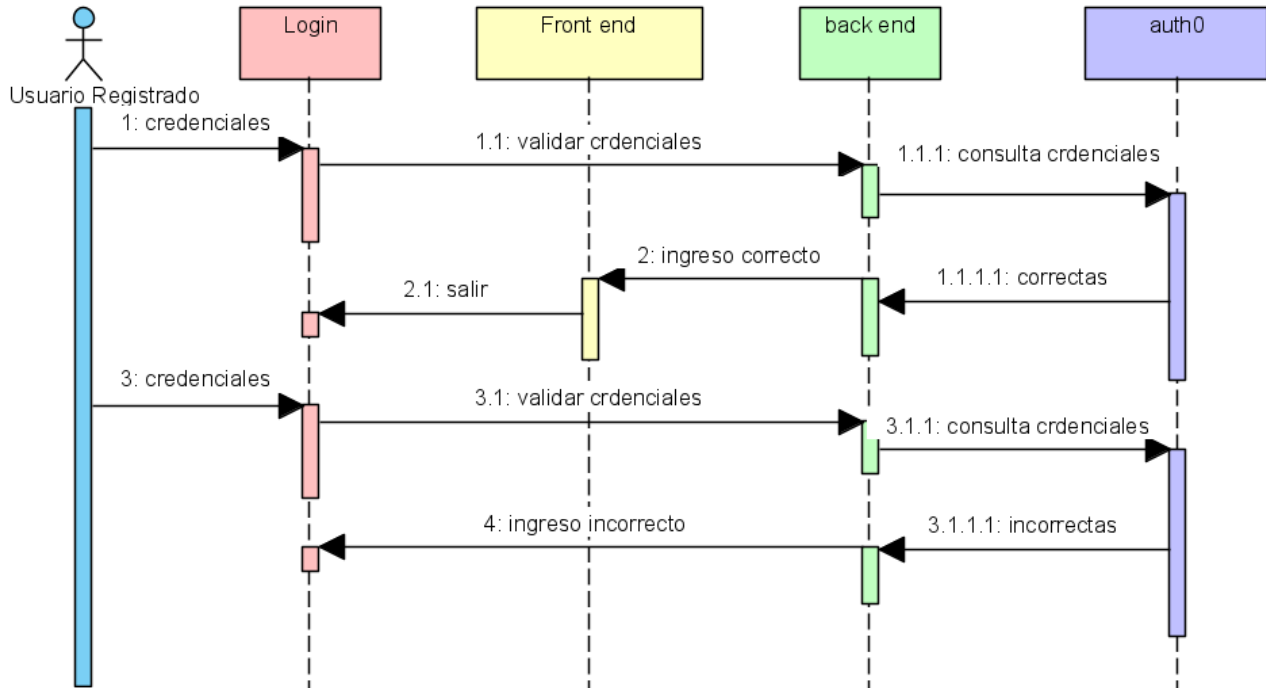 Login
Front end
back end
auth0
Usuario Registrado
1: credenciales
1.1: validar crdenciales
1.1.1: consulta crdenciales
2: ingreso correcto
1.1.1.1: correctas
2.1: salir
3: credenciales
3.1: validar crdenciales
3.1.1: consulta crdenciales
4: ingreso incorrecto
3.1.1.1: incorrectas